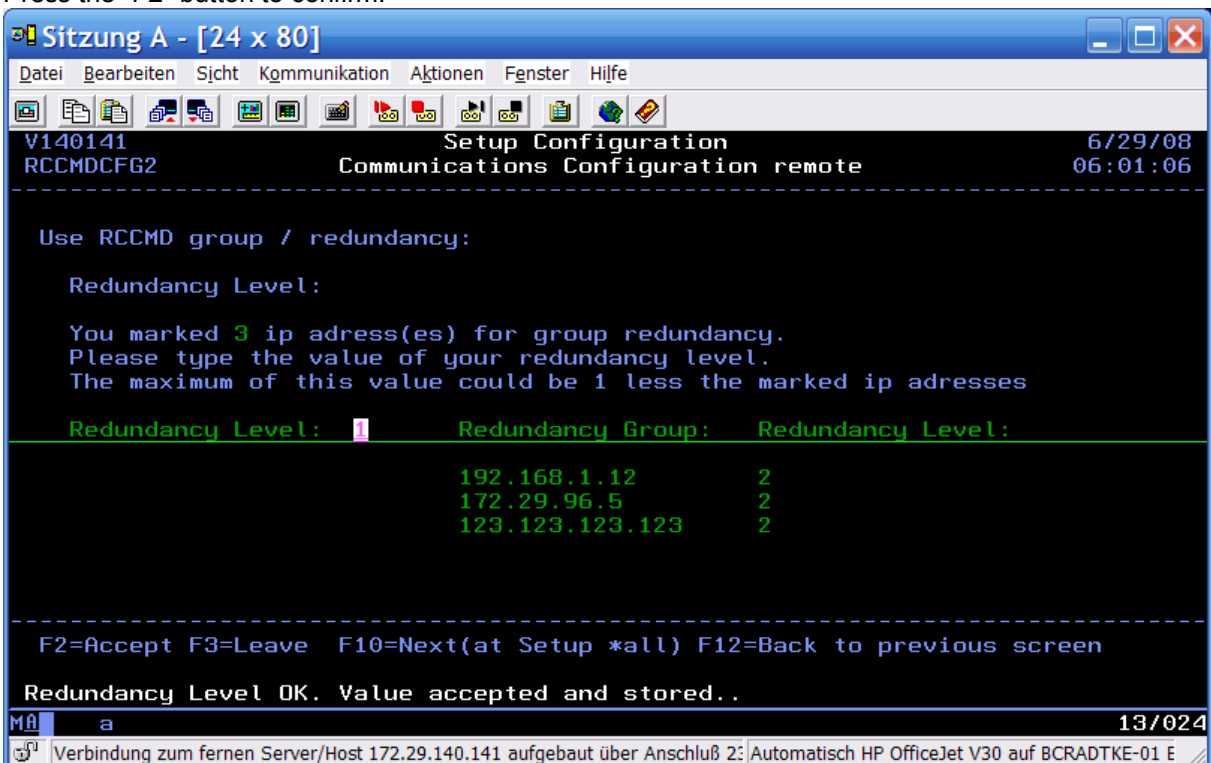 Sitzung A - [24 x 80]
Datei Bearbeiten Sicht Kommunikation Aktionen Fenster Hilfe
V140141 Setup Configuration 6/29/08
RCCMDCFG2 Communications Configuration remote 06:01:06
Use RCCMD group / redundancy:
Redundancy Level:
You marked 3 ip adress(es) for group redundancy.
Please type the value of your redundancy level.
The maximum of this value could be 1 less the marked ip adresses
Redundancy Level: 1 Redundancy Group: Redundancy Level:
192.168.1.12 2
172.29.96.5 2
123.123.123.123 2
F2=Accept F3=Leave F10=Next(at Setup *all) F12=Back to previous screen
Redundancy Level OK. Value accepted and stored..
MA a 13/024
Verbindung zum fernen Server/Host 172.29.140.141 aufgebaut über Anschluß 23 Automatisch HP OfficeJet V30 auf BCRADTKE-01